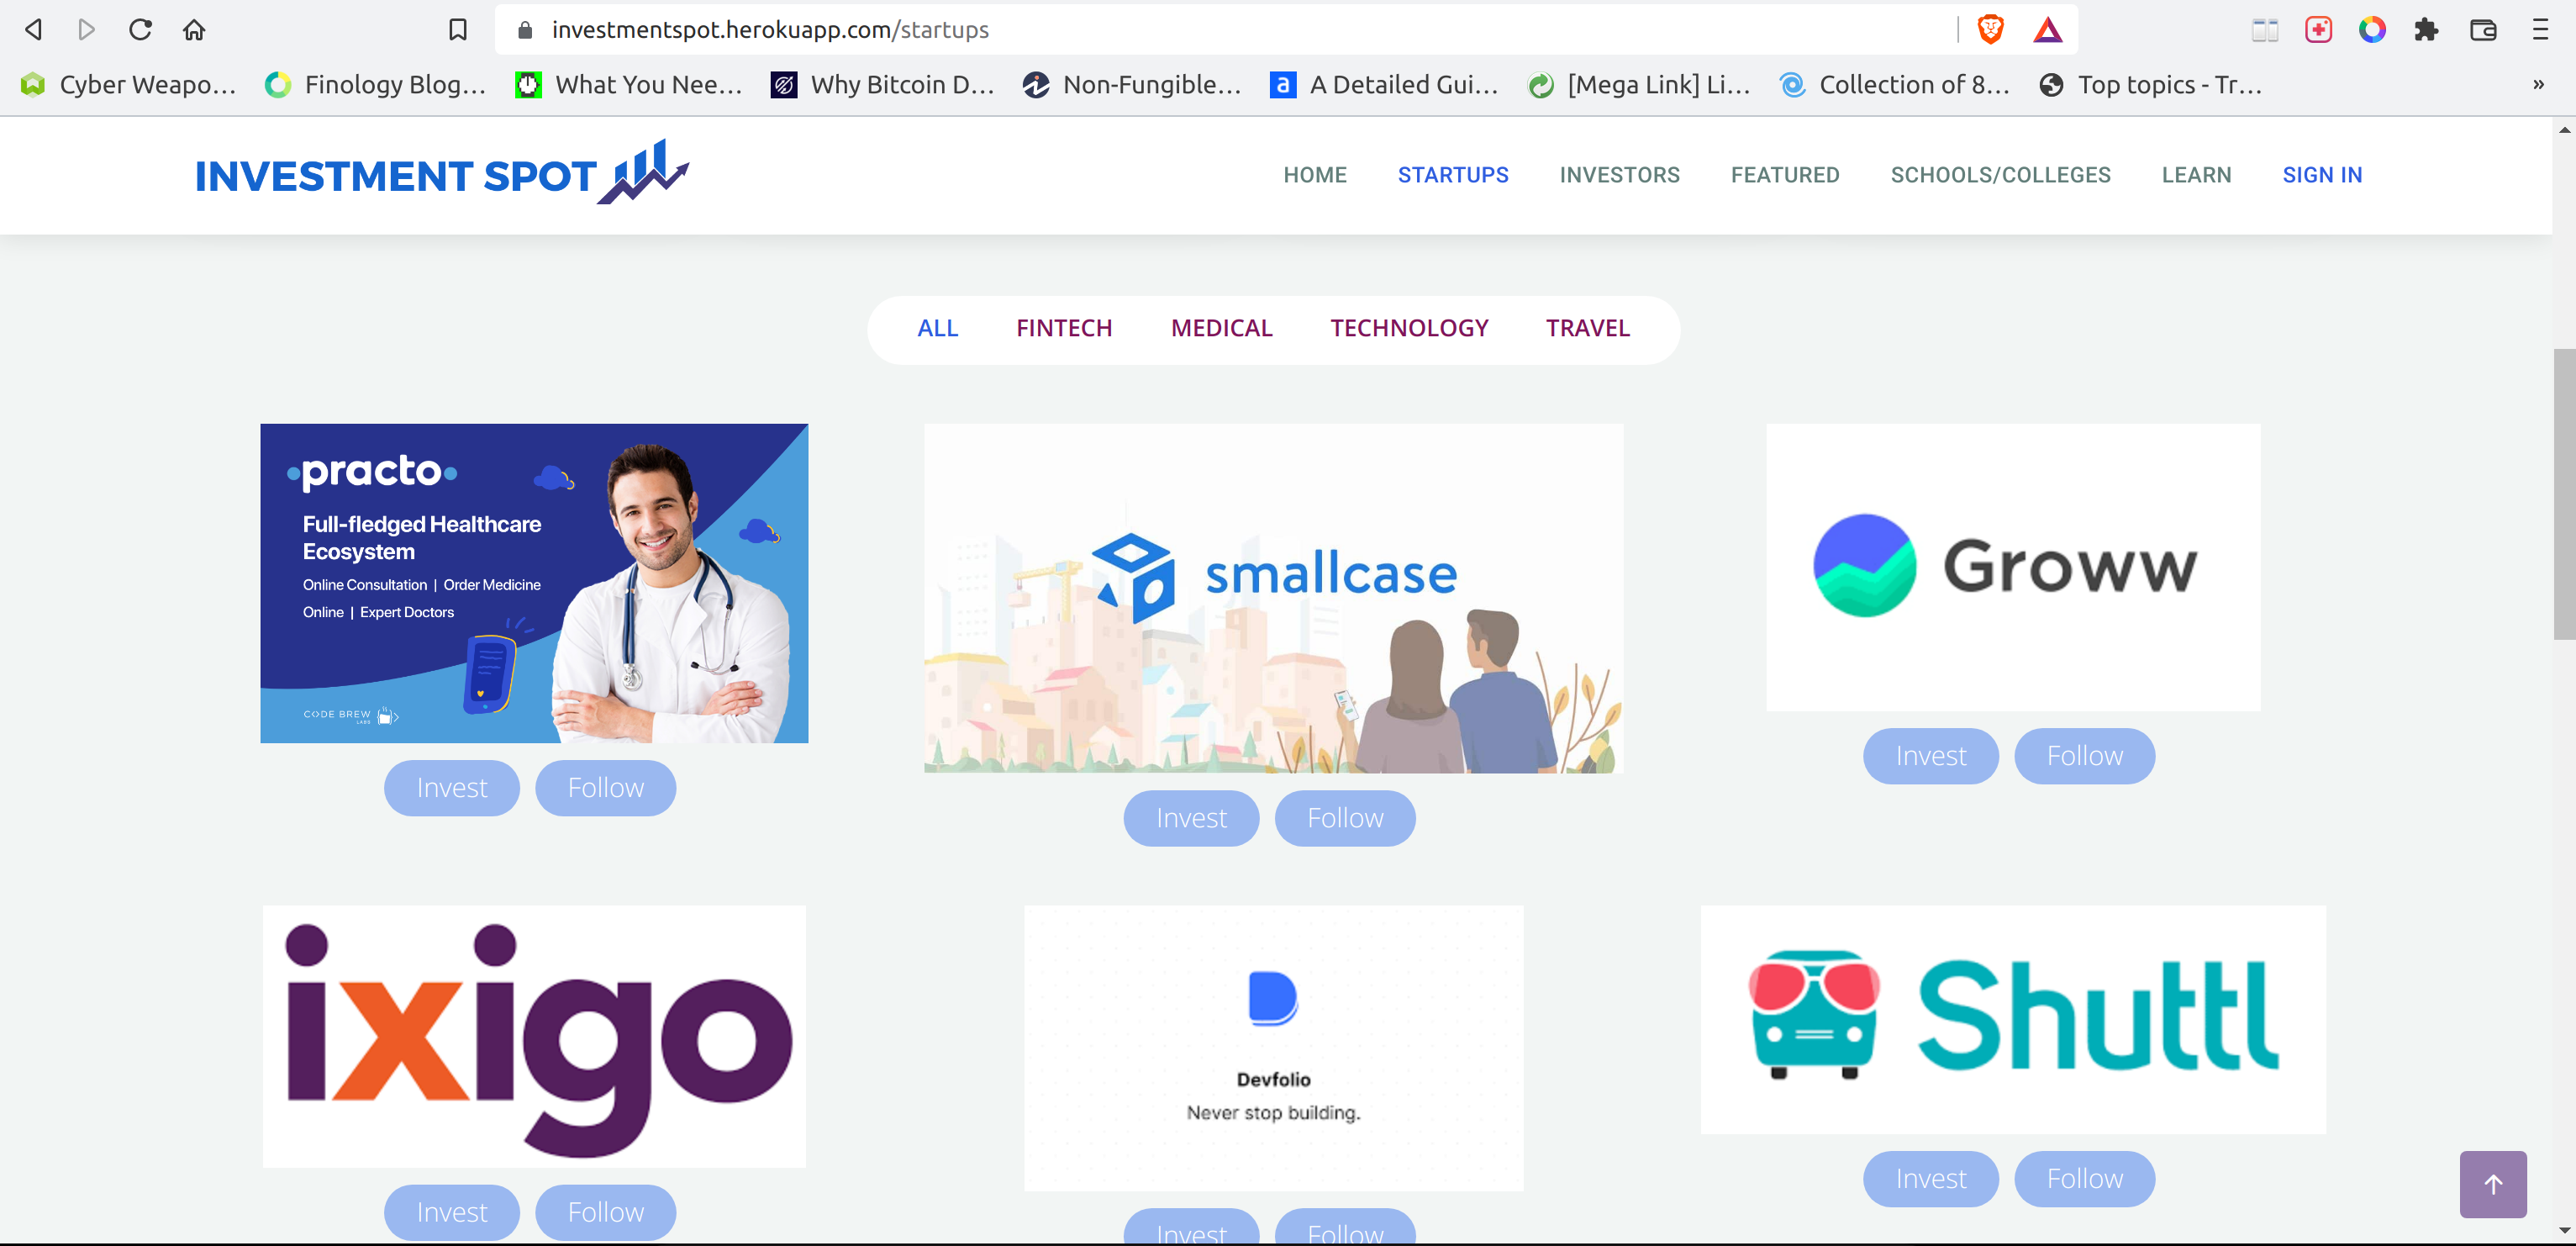 investmentspot.herokuapp.com/startups
Cyber Weapo... Finology Blog... What You Nee... Why Bitcoin D... Non-Fungible... A Detailed Gui... [Mega Link] Li... Collection of 8... Top topics - Tr... »
INVESTMENT SPOT HOME STARTUPS INVESTORS FEATURED SCHOOLS/COLLEGES LEARN SIGN IN
ALL FINTECH MEDICAL TECHNOLOGY TRAVEL
practo
Full-fledged Healthcare
Ecosystem
Online Consultation | Order Medicine
Online | Expert Doctors
C<>DE BREW
LABS
Invest Follow
smallcase
Invest Follow
Groww
Invest Follow
ixigo
Invest Follow
Devfolio
Never stop building.
Invest Follow
Shuttl
Invest Follow